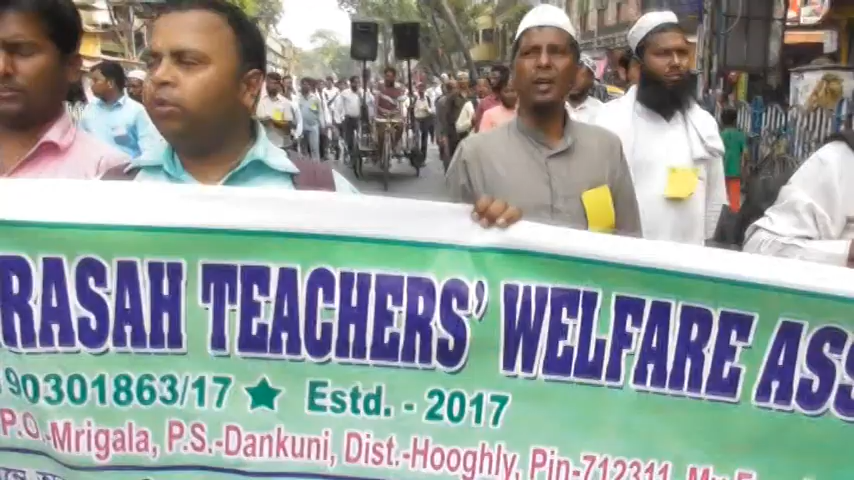 RASAH TEACHERS' WELFARE ASS
90301863/17 ★ Estd. - 2017
P.O.-Mrigala, P.S.-Dankuni, Dist.-Hooghly, Pin-712311